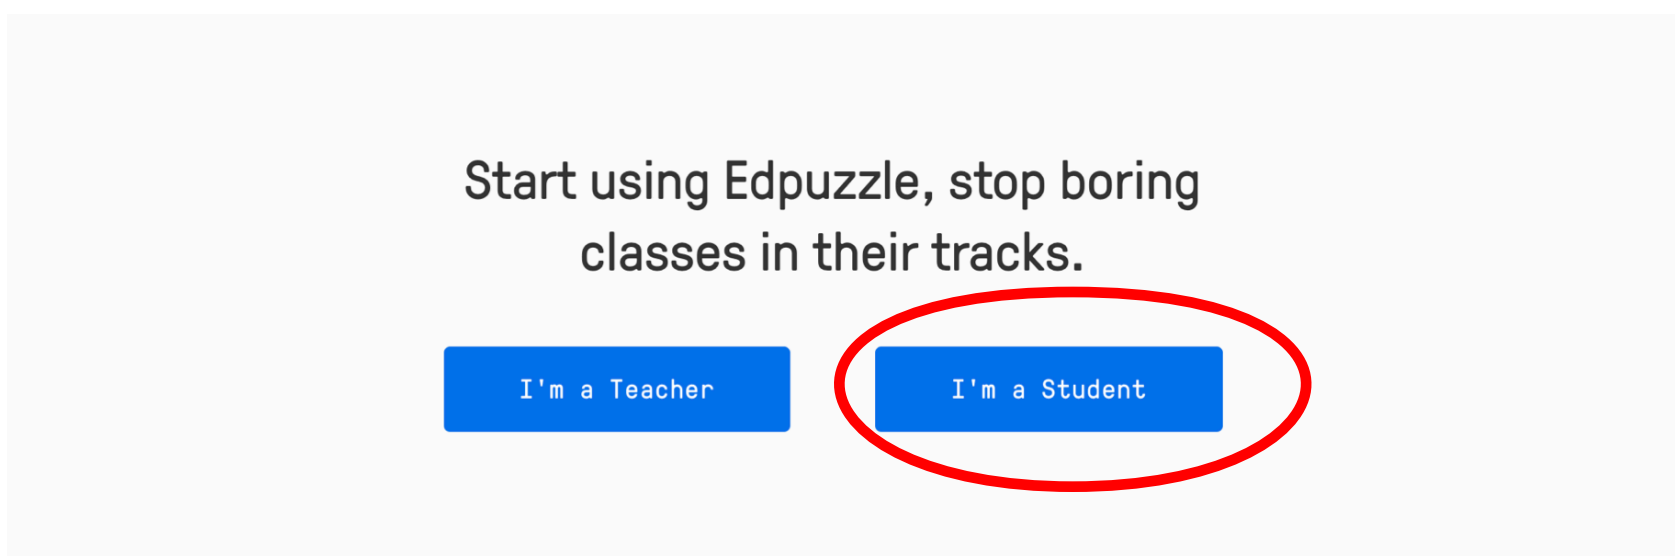 Start using Edpuzzle, stop boring
classes in their tracks.
I'm a Teacher
I'm a Student